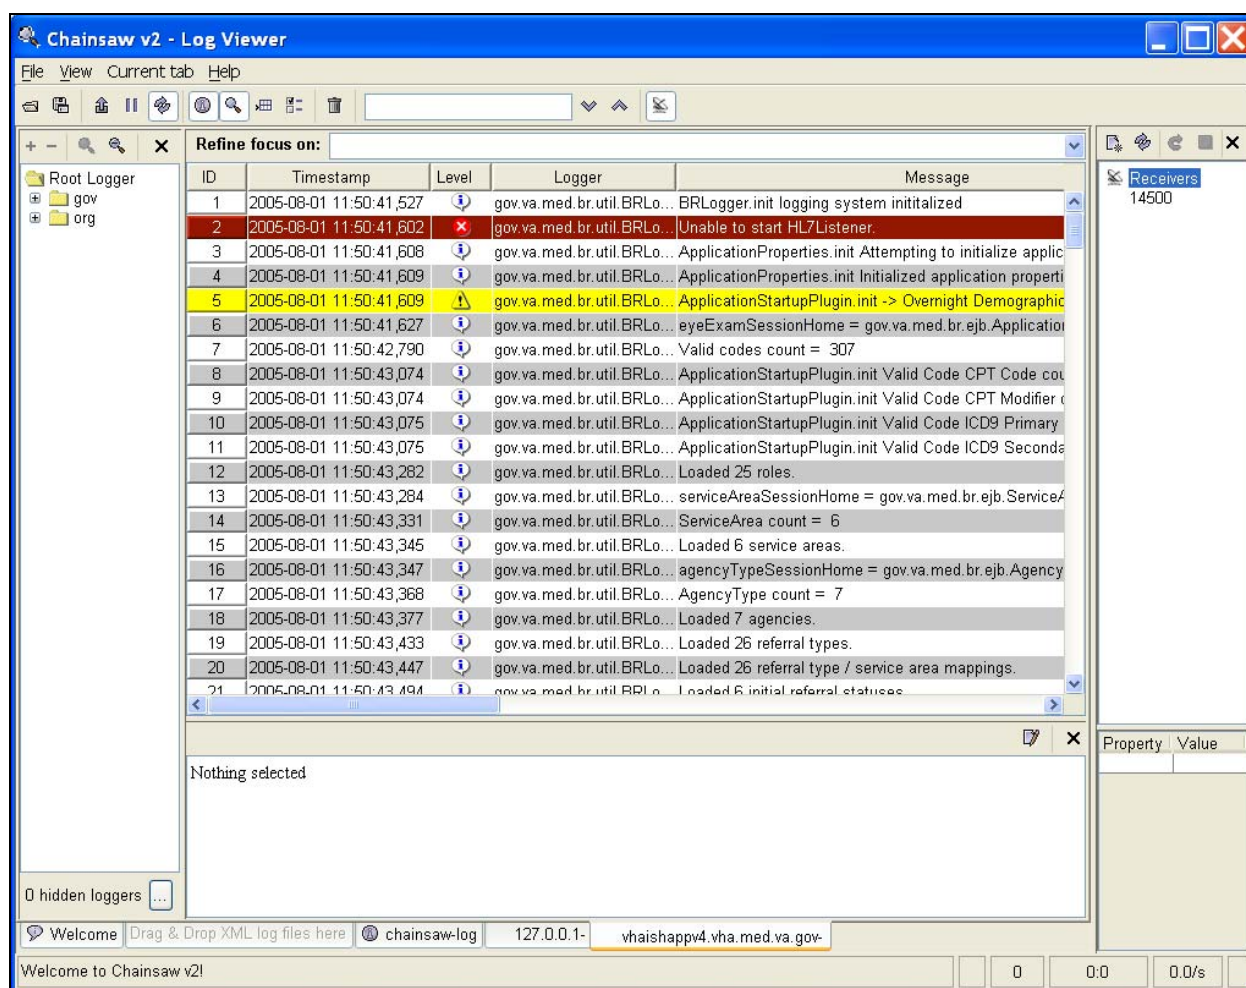 Chainsaw v2 - Log Viewer
File View Current tab Help
Refine focus on:
Root Logger
gov
org
ID Timestamp Level Logger Message
1 2005-08-01 11:50:41,527 gov.va.med.br.util.BRLo... BRLogger.init logging system inititalized
2 2005-08-01 11:50:41,602 gov.va.med.br.util.BRLo... Unable to start HL7Listener.
3 2005-08-01 11:50:41,608 gov.va.med.br.util.BRLo... ApplicationProperties.init Attempting to initialize applic
4 2005-08-01 11:50:41,609 gov.va.med.br.util.BRLo... ApplicationProperties.init Initialized application properti
5 2005-08-01 11:50:41,609 gov.va.med.br.util.BRLo... ApplicationStartupPlugin.init -> Overnight Demographic
6 2005-08-01 11:50:41,627 gov.va.med.br.util.BRLo... eyeExamSessionHome = gov.va.med.br.ejb.Application
7 2005-08-01 11:50:42,790 gov.va.med.br.util.BRLo... Valid codes count = 307
8 2005-08-01 11:50:43,074 gov.va.med.br.util.BRLo... ApplicationStartupPlugin.init Valid Code CPT Code cou
9 2005-08-01 11:50:43,074 gov.va.med.br.util.BRLo... ApplicationStartupPlugin.init Valid Code CPT Modifier c
10 2005-08-01 11:50:43,075 gov.va.med.br.util.BRLo... ApplicationStartupPlugin.init Valid Code ICD9 Primary
11 2005-08-01 11:50:43,075 gov.va.med.br.util.BRLo... ApplicationStartupPlugin.init Valid Code ICD9 Seconda
12 2005-08-01 11:50:43,282 gov.va.med.br.util.BRLo... Loaded 25 roles.
13 2005-08-01 11:50:43,284 gov.va.med.br.util.BRLo... serviceAreaSessionHome = gov.va.med.br.ejb.ServiceA
14 2005-08-01 11:50:43,331 gov.va.med.br.util.BRLo... ServiceArea count = 6
15 2005-08-01 11:50:43,345 gov.va.med.br.util.BRLo... Loaded 6 service areas.
16 2005-08-01 11:50:43,347 gov.va.med.br.util.BRLo... agencyTypeSessionHome = gov.va.med.br.ejb.Agency
17 2005-08-01 11:50:43,368 gov.va.med.br.util.BRLo... AgencyType count = 7
18 2005-08-01 11:50:43,377 gov.va.med.br.util.BRLo... Loaded 7 agencies.
19 2005-08-01 11:50:43,433 gov.va.med.br.util.BRLo... Loaded 26 referral types.
20 2005-08-01 11:50:43,447 gov.va.med.br.util.BRLo... Loaded 26 referral type / service area mappings.
21 2005-08-01 11:50:43,494 gov.va.med.br.util.BRLo... Loaded 6 initial referral statuses
Receivers
14500
Nothing selected
Property Value
0 hidden loggers ...
Welcome Drag & Drop XML log files here chainsaw-log 127.0.0.1- vhaishappv4.vha.med.va.gov-
Welcome to Chainsaw v2! 0 0:0 0.0/s